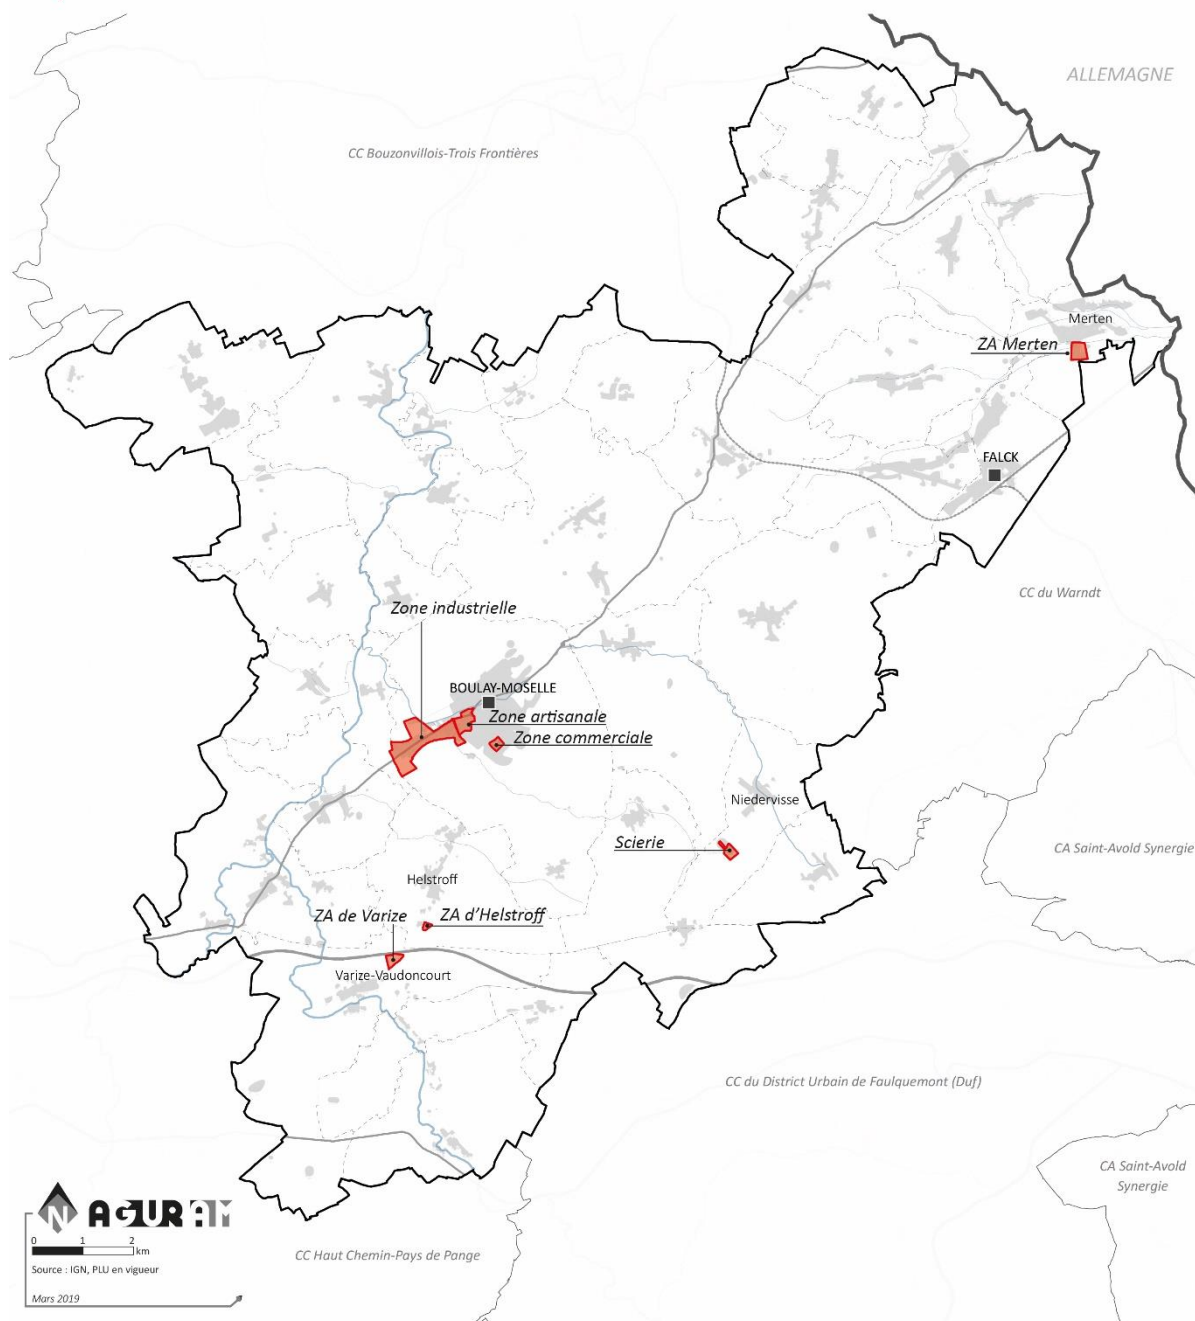 ALLEMAGNE
CC Bouzonvillois-Trois Frontières
Merten
ZA Merten
FALCK
CC du Warndt
Zone industrielle
BOULAY-MOSELLE
Zone artisanale
Zone commerciale
Niedervisse
Scierie
CA Saint-Avold Synergie
Helstroff
ZA de Varize
ZA d'Helstroff
Varize-Vaudoncourt
CC du District Urbain de Faulquemont (Duf)
CA Saint-Avold
Synergie
N AGURAM
0 1 2
km
CC Haut Chemin-Pays de Pange
Source : IGN, PLU en vigueur
Mars 2019